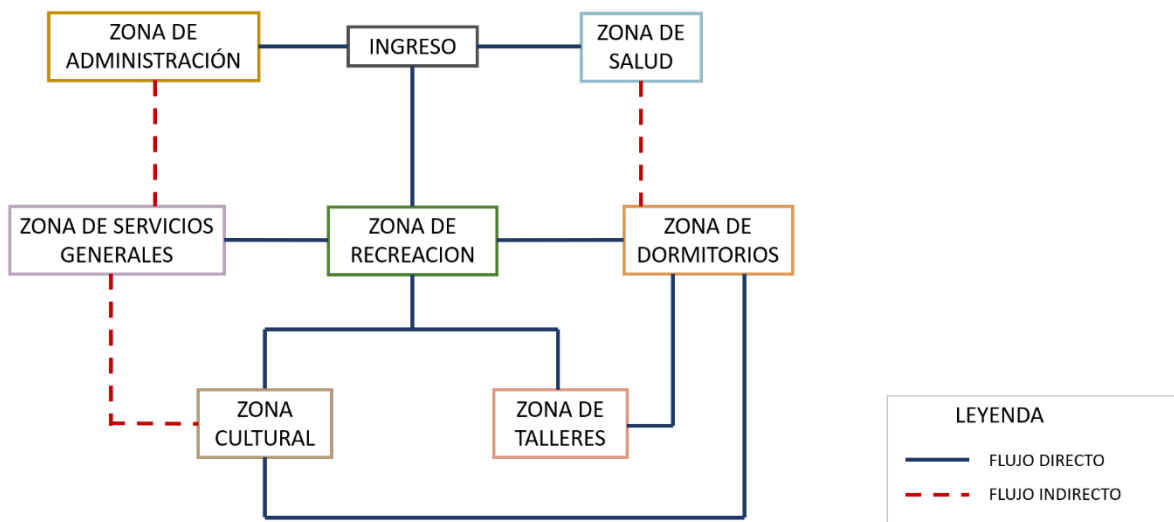 ZONA DE
ADMINISTRACIÓN
INGRESO
ZONA DE
SALUD
ZONA DE SERVICIOS
GENERALES
ZONA DE
RECREACION
ZONA DE
DORMITORIOS
ZONA
CULTURAL
ZONA DE
TALLERES
LEYENDA
FLUJO DIRECTO
FLUJO INDIRECTO